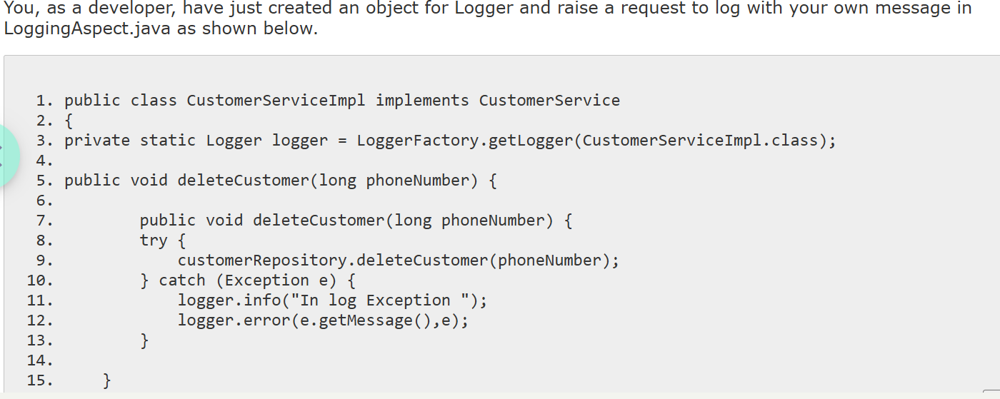 You, as a developer, have just created an object for Logger and raise a request to log with your own message in
LoggingAspect.java as shown below.
1. public class CustomerServiceImpl implements CustomerService
2. {
3. private static Logger logger = LoggerFactory.getLogger(CustomerServiceImpl.class);
4.
5. public void deleteCustomer(long phoneNumber) {
6.
7. public void deleteCustomer(long phoneNumber) {
8. try {
9. customerRepository.deleteCustomer(phoneNumber);
10. } catch (Exception e) {
11. logger.info("In log Exception ");
12. logger.error(e.getMessage(),e);
13. }
14.
15. }